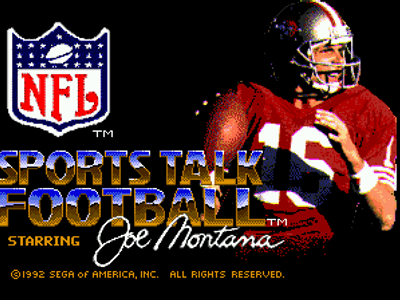 NFL
TM
SPORTS TALK
FOOTBALL TM
STARRING Joe Montana
16
©1992 SEGA of AMERICA, INC. ALL RIGHTS RESERVED.